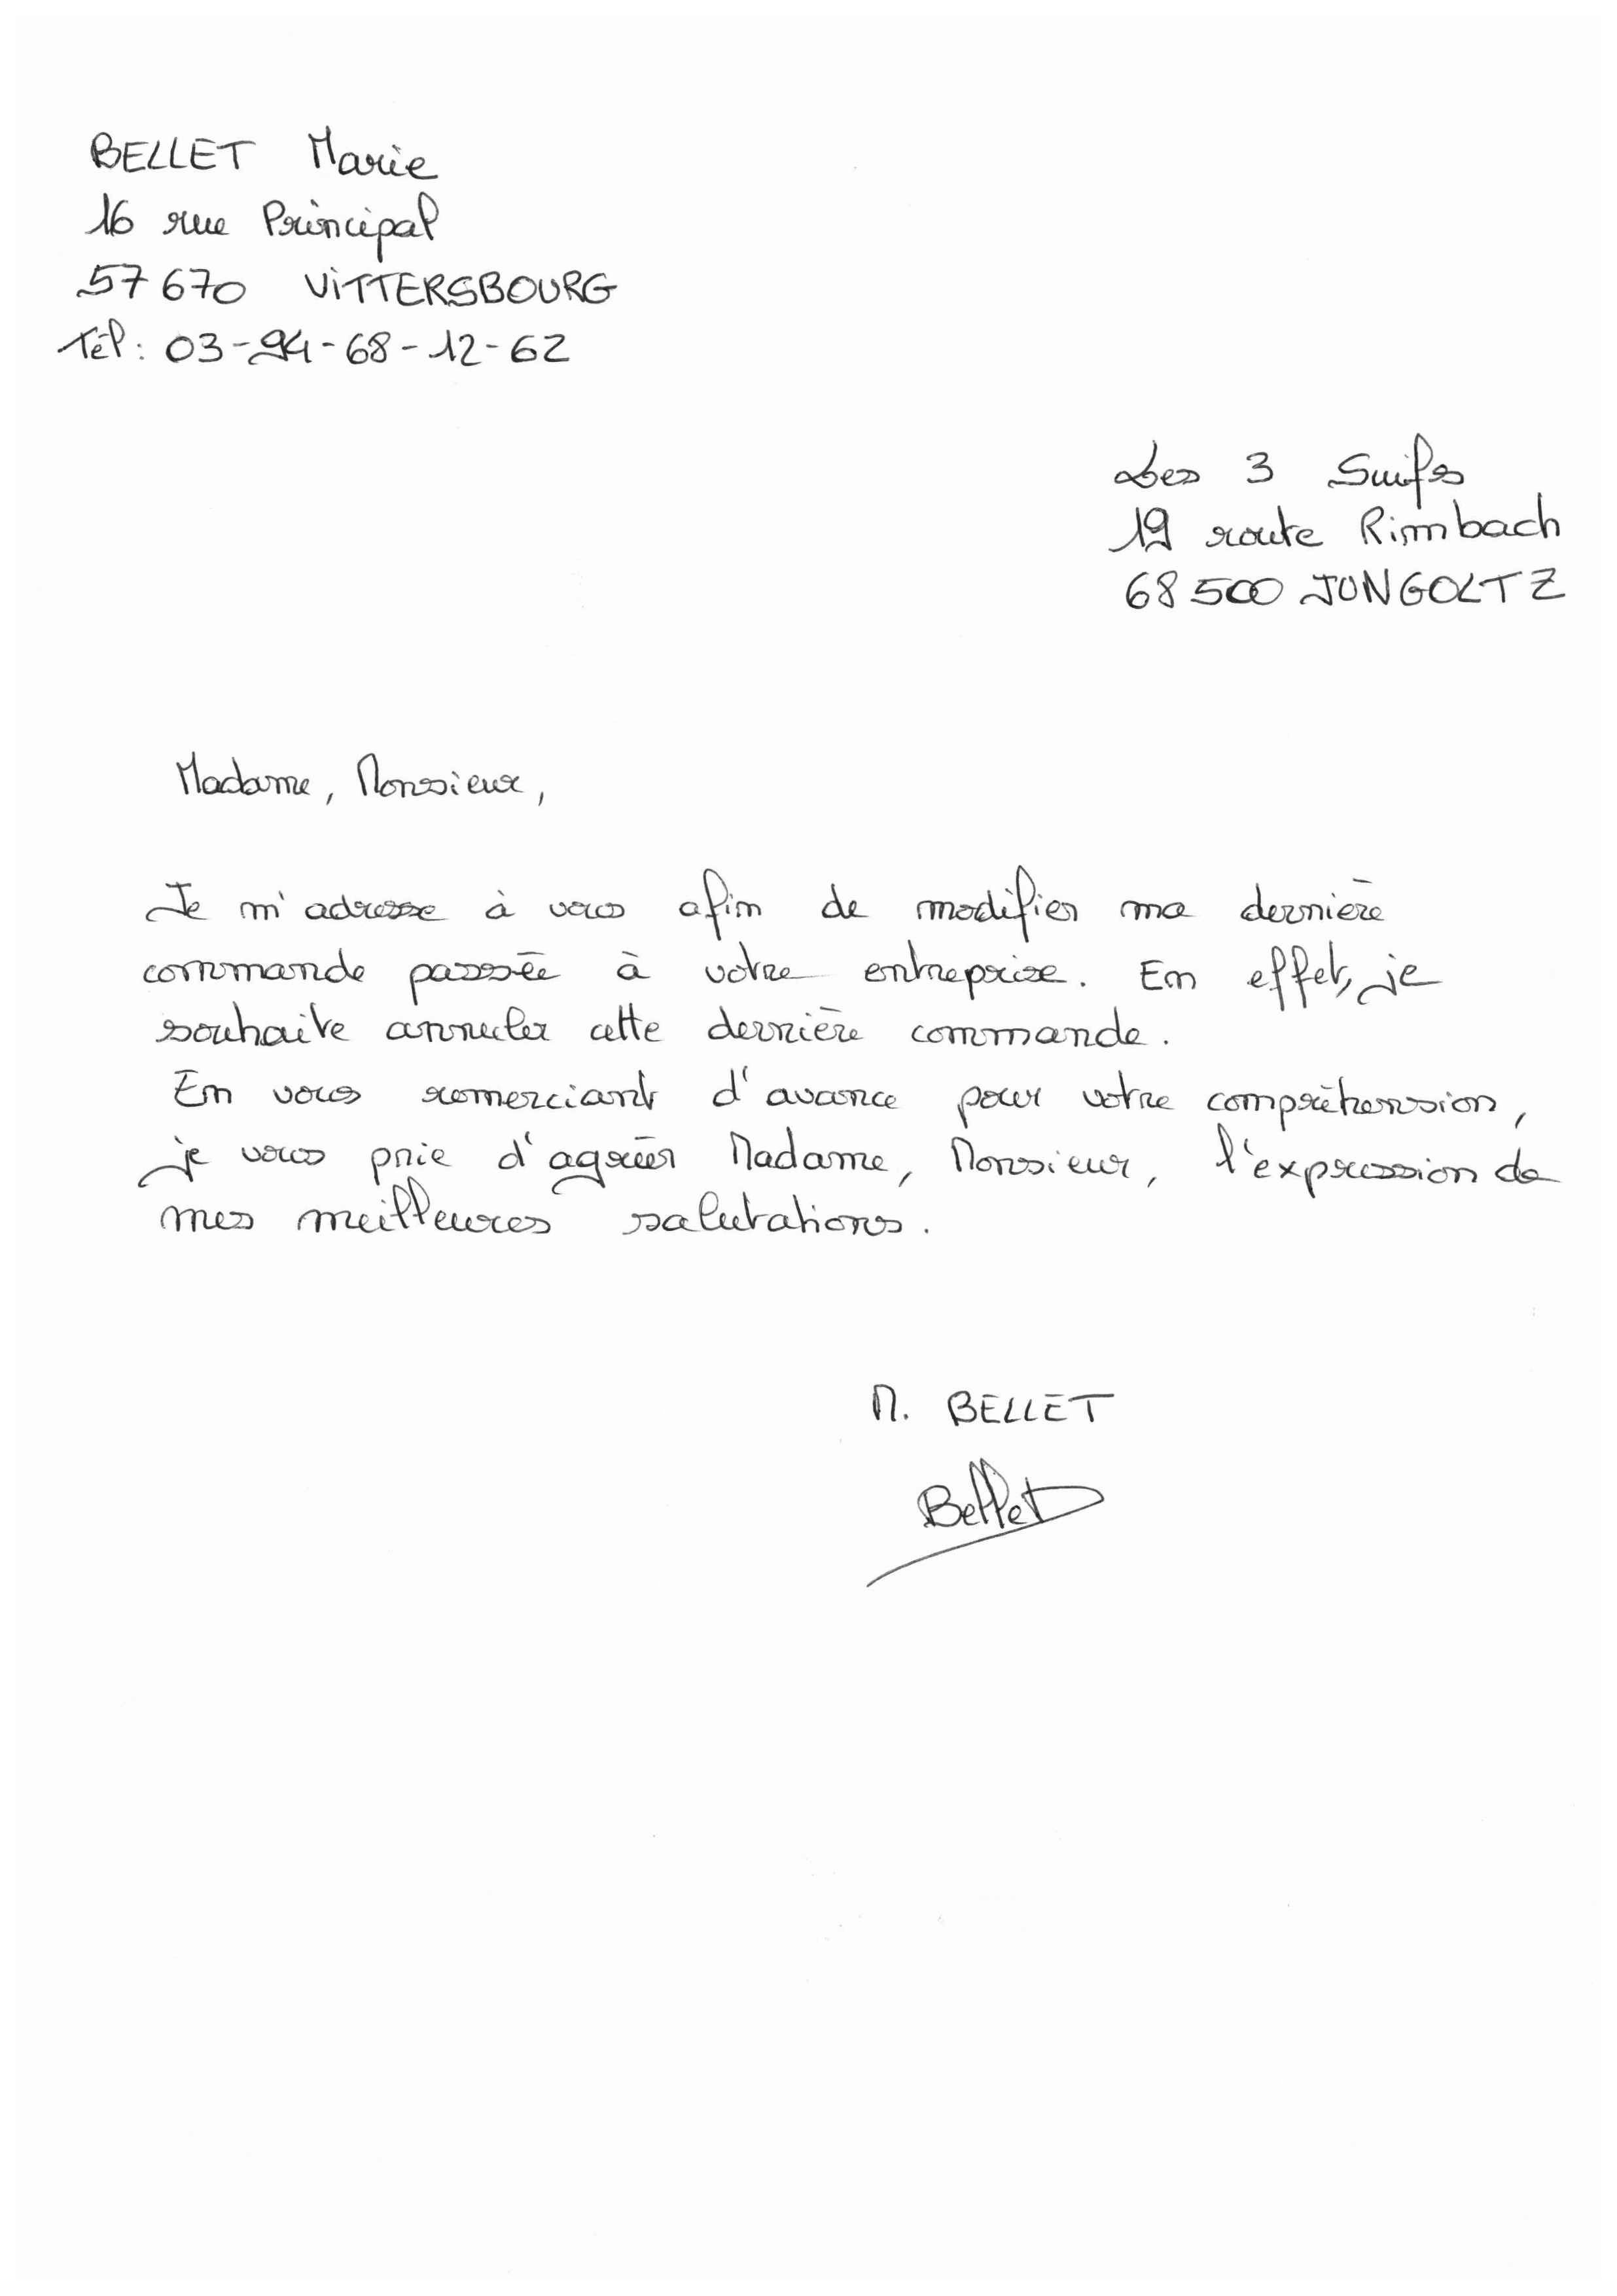 BELLET Marie
16 rue Principal
57670 ViTTERSBOURG
Tél : 03-94-68-12-62
Les 3 Suifs
19 route Rimbach
68500 JUNGOLTZ
Madame, Monsieur,
Je m'adresse à vous afin de modifier ma dernière
commande passée à votre entreprise. En effet, je
souhaite annuler cette dernière commande.
En vous remerciant d'avance pour votre compréhenssion,
je vous prie d'agréer Madame, Monsieur, l'expression de
mes meilleures salutations.
M. BELLET
Bellet